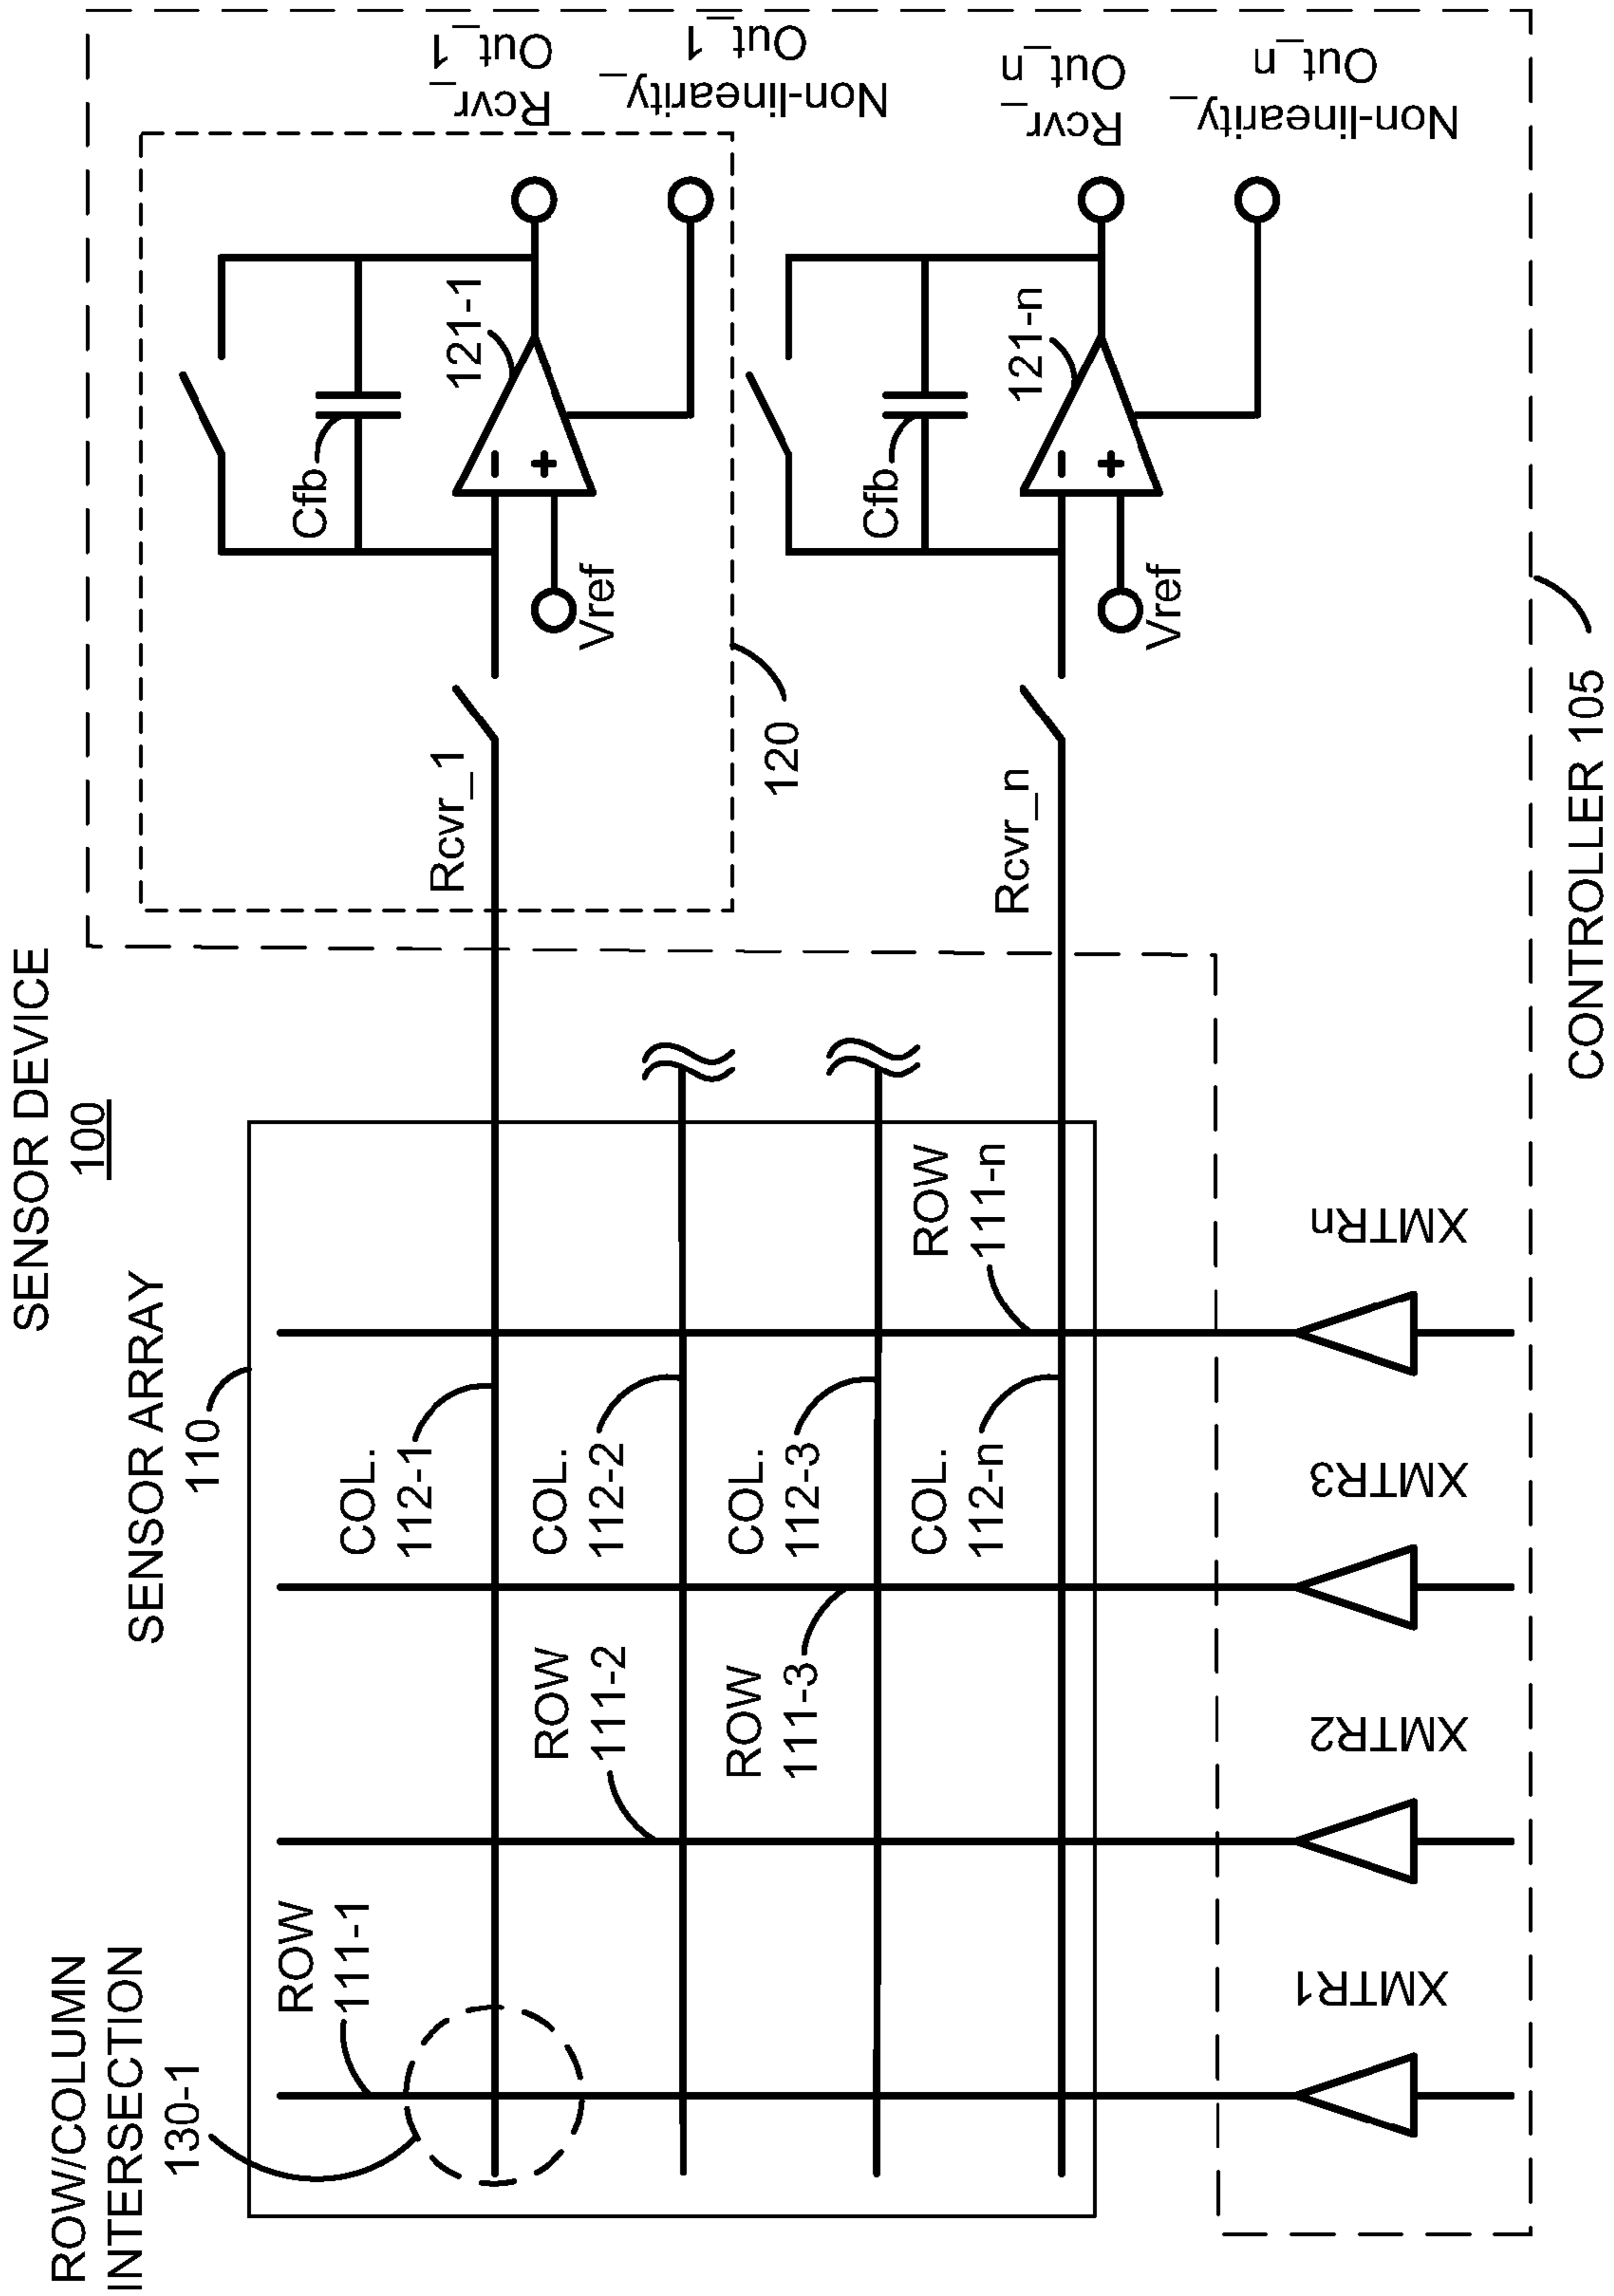 SENSOR DEVICE
100
SENSOR ARRAY
110
ROW/COLUMN
INTERSECTION
130-1
ROW
111-1
ROW
111-2
ROW
111-3
ROW
111-n
COL.
112-1
COL.
112-2
COL.
112-3
COL.
112-n
XMTR1
XMTR2
XMTR3
XMTRn
Rcvr_1
Vref
Cfb
121-1
−
+
Rcvr_
Out_1
Non-linearity_
Out_1
120
Rcvr_n
Vref
Cfb
121-n
−
+
Rcvr_
Out_n
Non-linearity_
Out_n
CONTROLLER 105